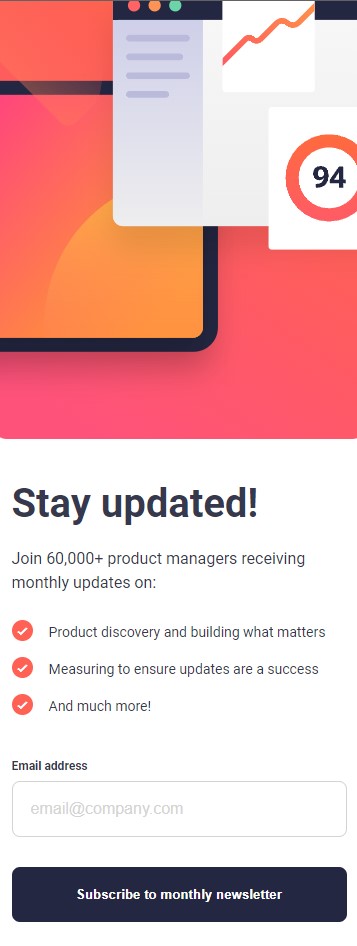 94
Stay updated!
Join 60,000+ product managers receiving
monthly updates on:
Product discovery and building what matters
Measuring to ensure updates are a success
And much more!
Email address
email@company.com
Subscribe to monthly newsletter